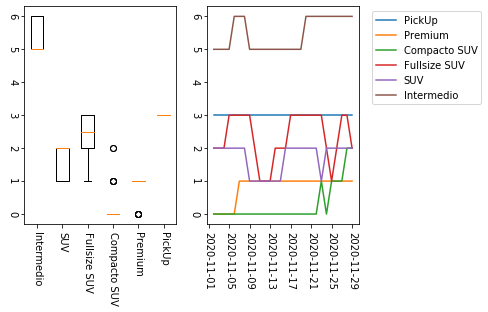 6
5
4
3
2
1
0
Intermedio
SUV
Fullsize SUV
Compacto SUV
Premium
PickUp
6
5
4
3
2
1
0
2020-11-01
2020-11-05
2020-11-09
2020-11-13
2020-11-17
2020-11-21
2020-11-25
2020-11-29
PickUp
Premium
Compacto SUV
Fullsize SUV
SUV
Intermedio